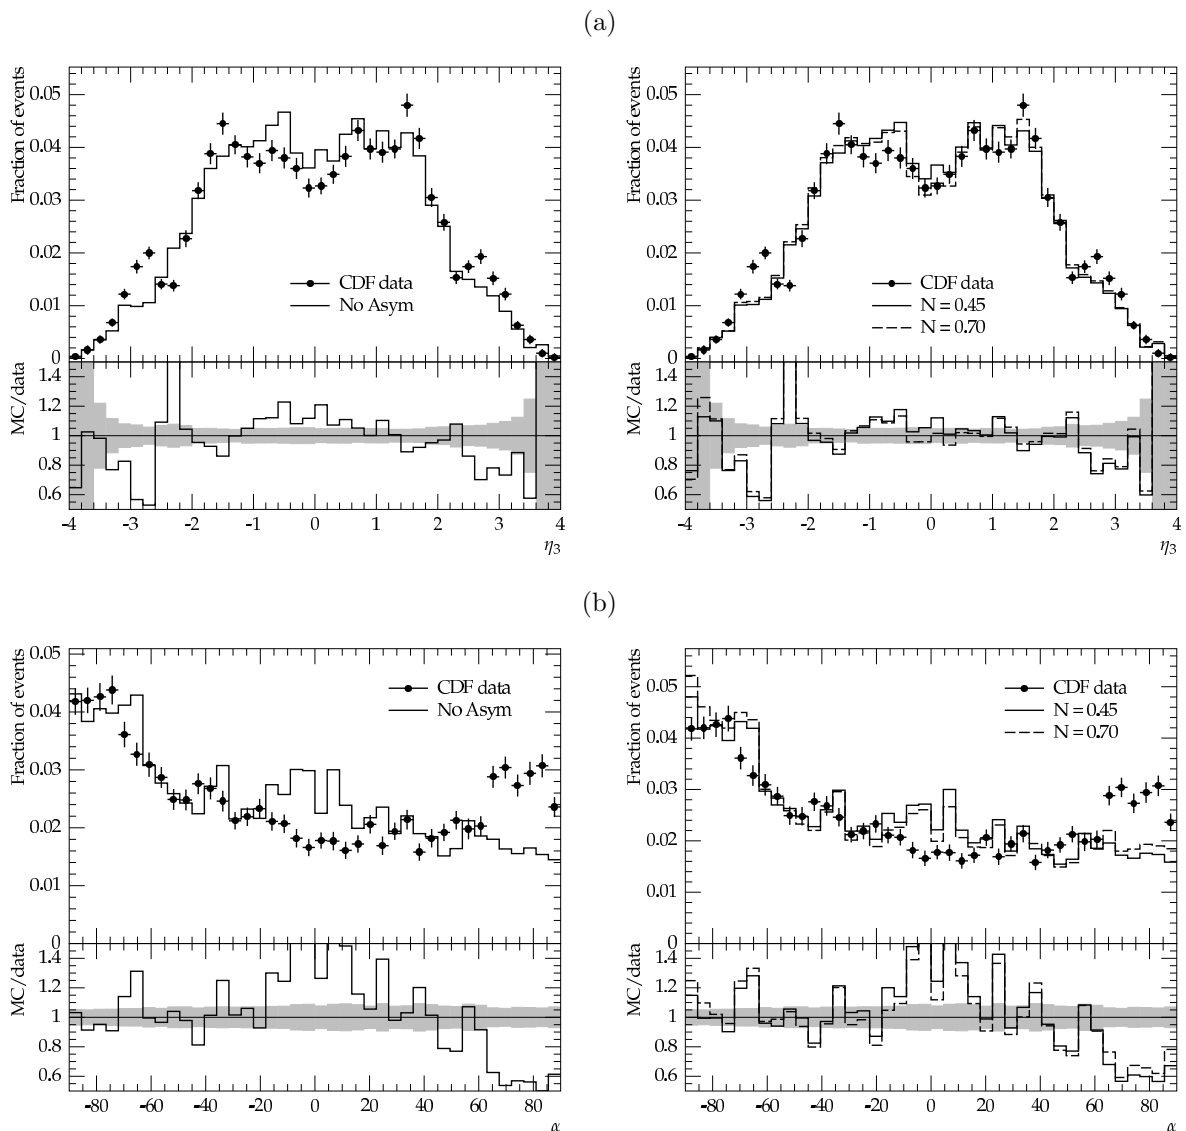 (a)
Fraction of events
0.05
0.04
0.03
0.02
0.01
0
CDF data
No Asym
MC/data
1.4
1.2
1
0.8
0.6
-4 -3 -2 -1 0 1 2 3 4
η3
Fraction of events
0.05
0.04
0.03
0.02
0.01
0
CDF data
N = 0.45
N = 0.70
MC/data
1.4
1.2
1
0.8
0.6
-4 -3 -2 -1 0 1 2 3 4
η3
(b)
Fraction of events
0.05
0.04
0.03
0.02
0.01
0
CDF data
No Asym
MC/data
1.4
1.2
1
0.8
0.6
-80 -60 -40 -20 0 20 40 60 80
α
Fraction of events
0.05
0.04
0.03
0.02
0.01
0
CDF data
N = 0.45
N = 0.70
MC/data
1.4
1.2
1
0.8
0.6
-80 -60 -40 -20 0 20 40 60 80
α